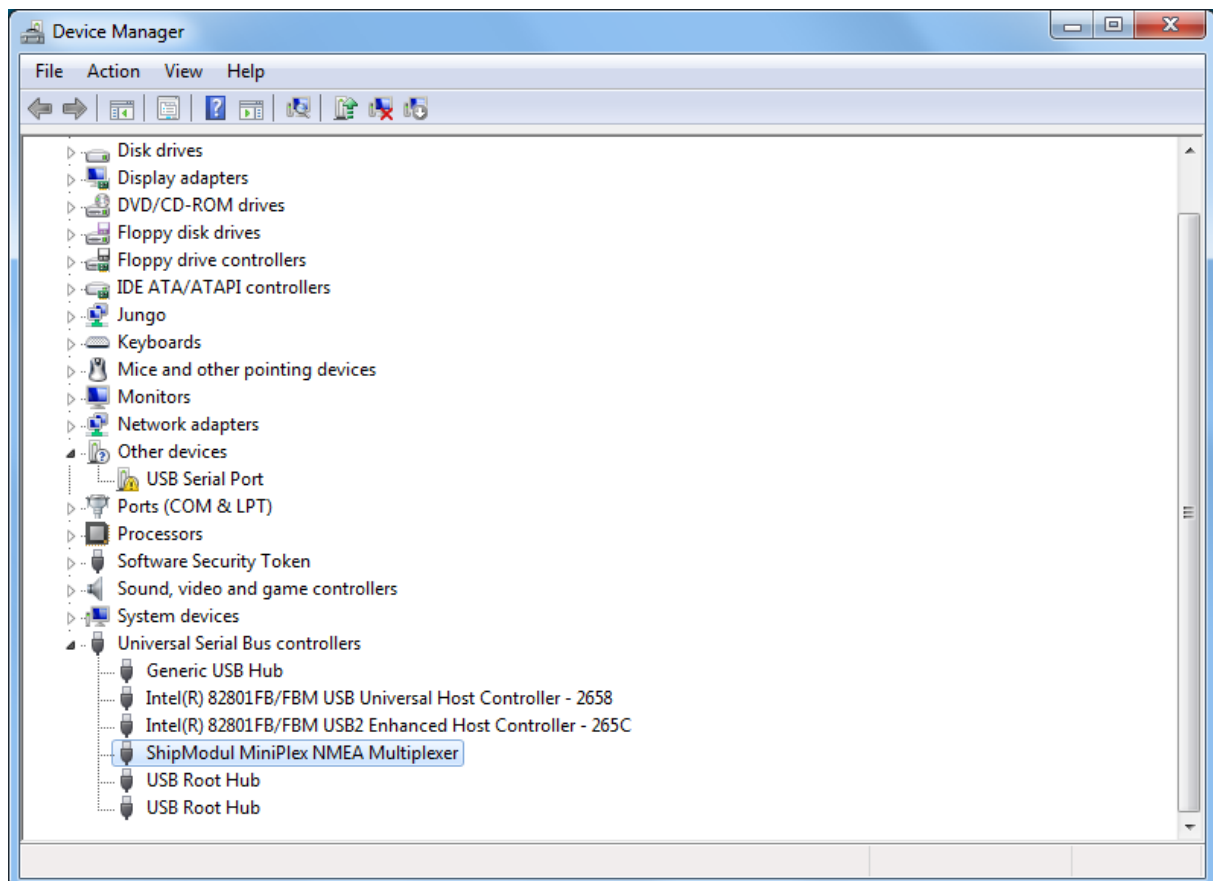 Device Manager
File Action View Help
Disk drives
Display adapters
DVD/CD-ROM drives
Floppy disk drives
Floppy drive controllers
IDE ATA/ATAPI controllers
Jungo
Keyboards
Mice and other pointing devices
Monitors
Network adapters
Other devices
USB Serial Port
Ports (COM & LPT)
Processors
Software Security Token
Sound, video and game controllers
System devices
Universal Serial Bus controllers
Generic USB Hub
Intel(R) 82801FB/FBM USB Universal Host Controller - 2658
Intel(R) 82801FB/FBM USB2 Enhanced Host Controller - 265C
ShipModul MiniPlex NMEA Multiplexer
USB Root Hub
USB Root Hub